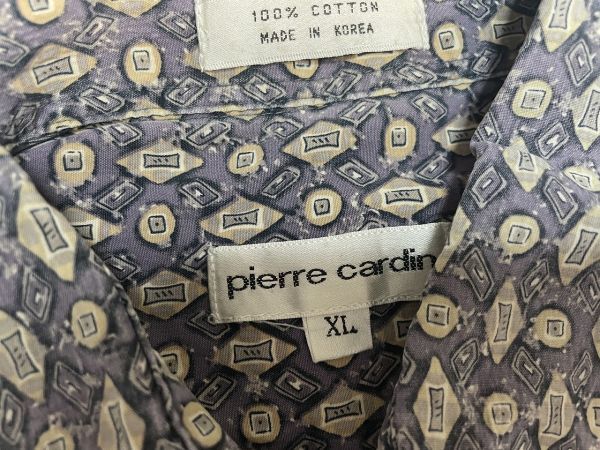 100% COTTON
MADE IN KOREA
pierre cardin
XL